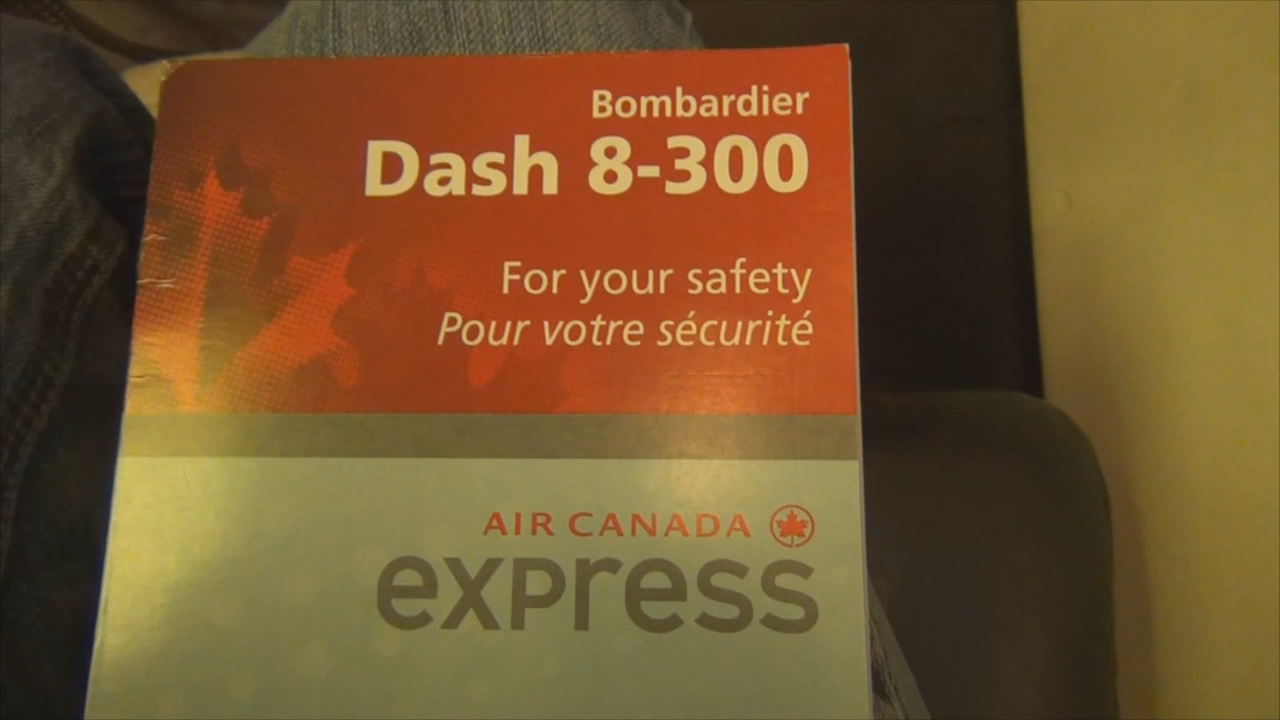 Bombardier
Dash 8-300
For your safety
Pour votre sécurité
AIR CANADA
express